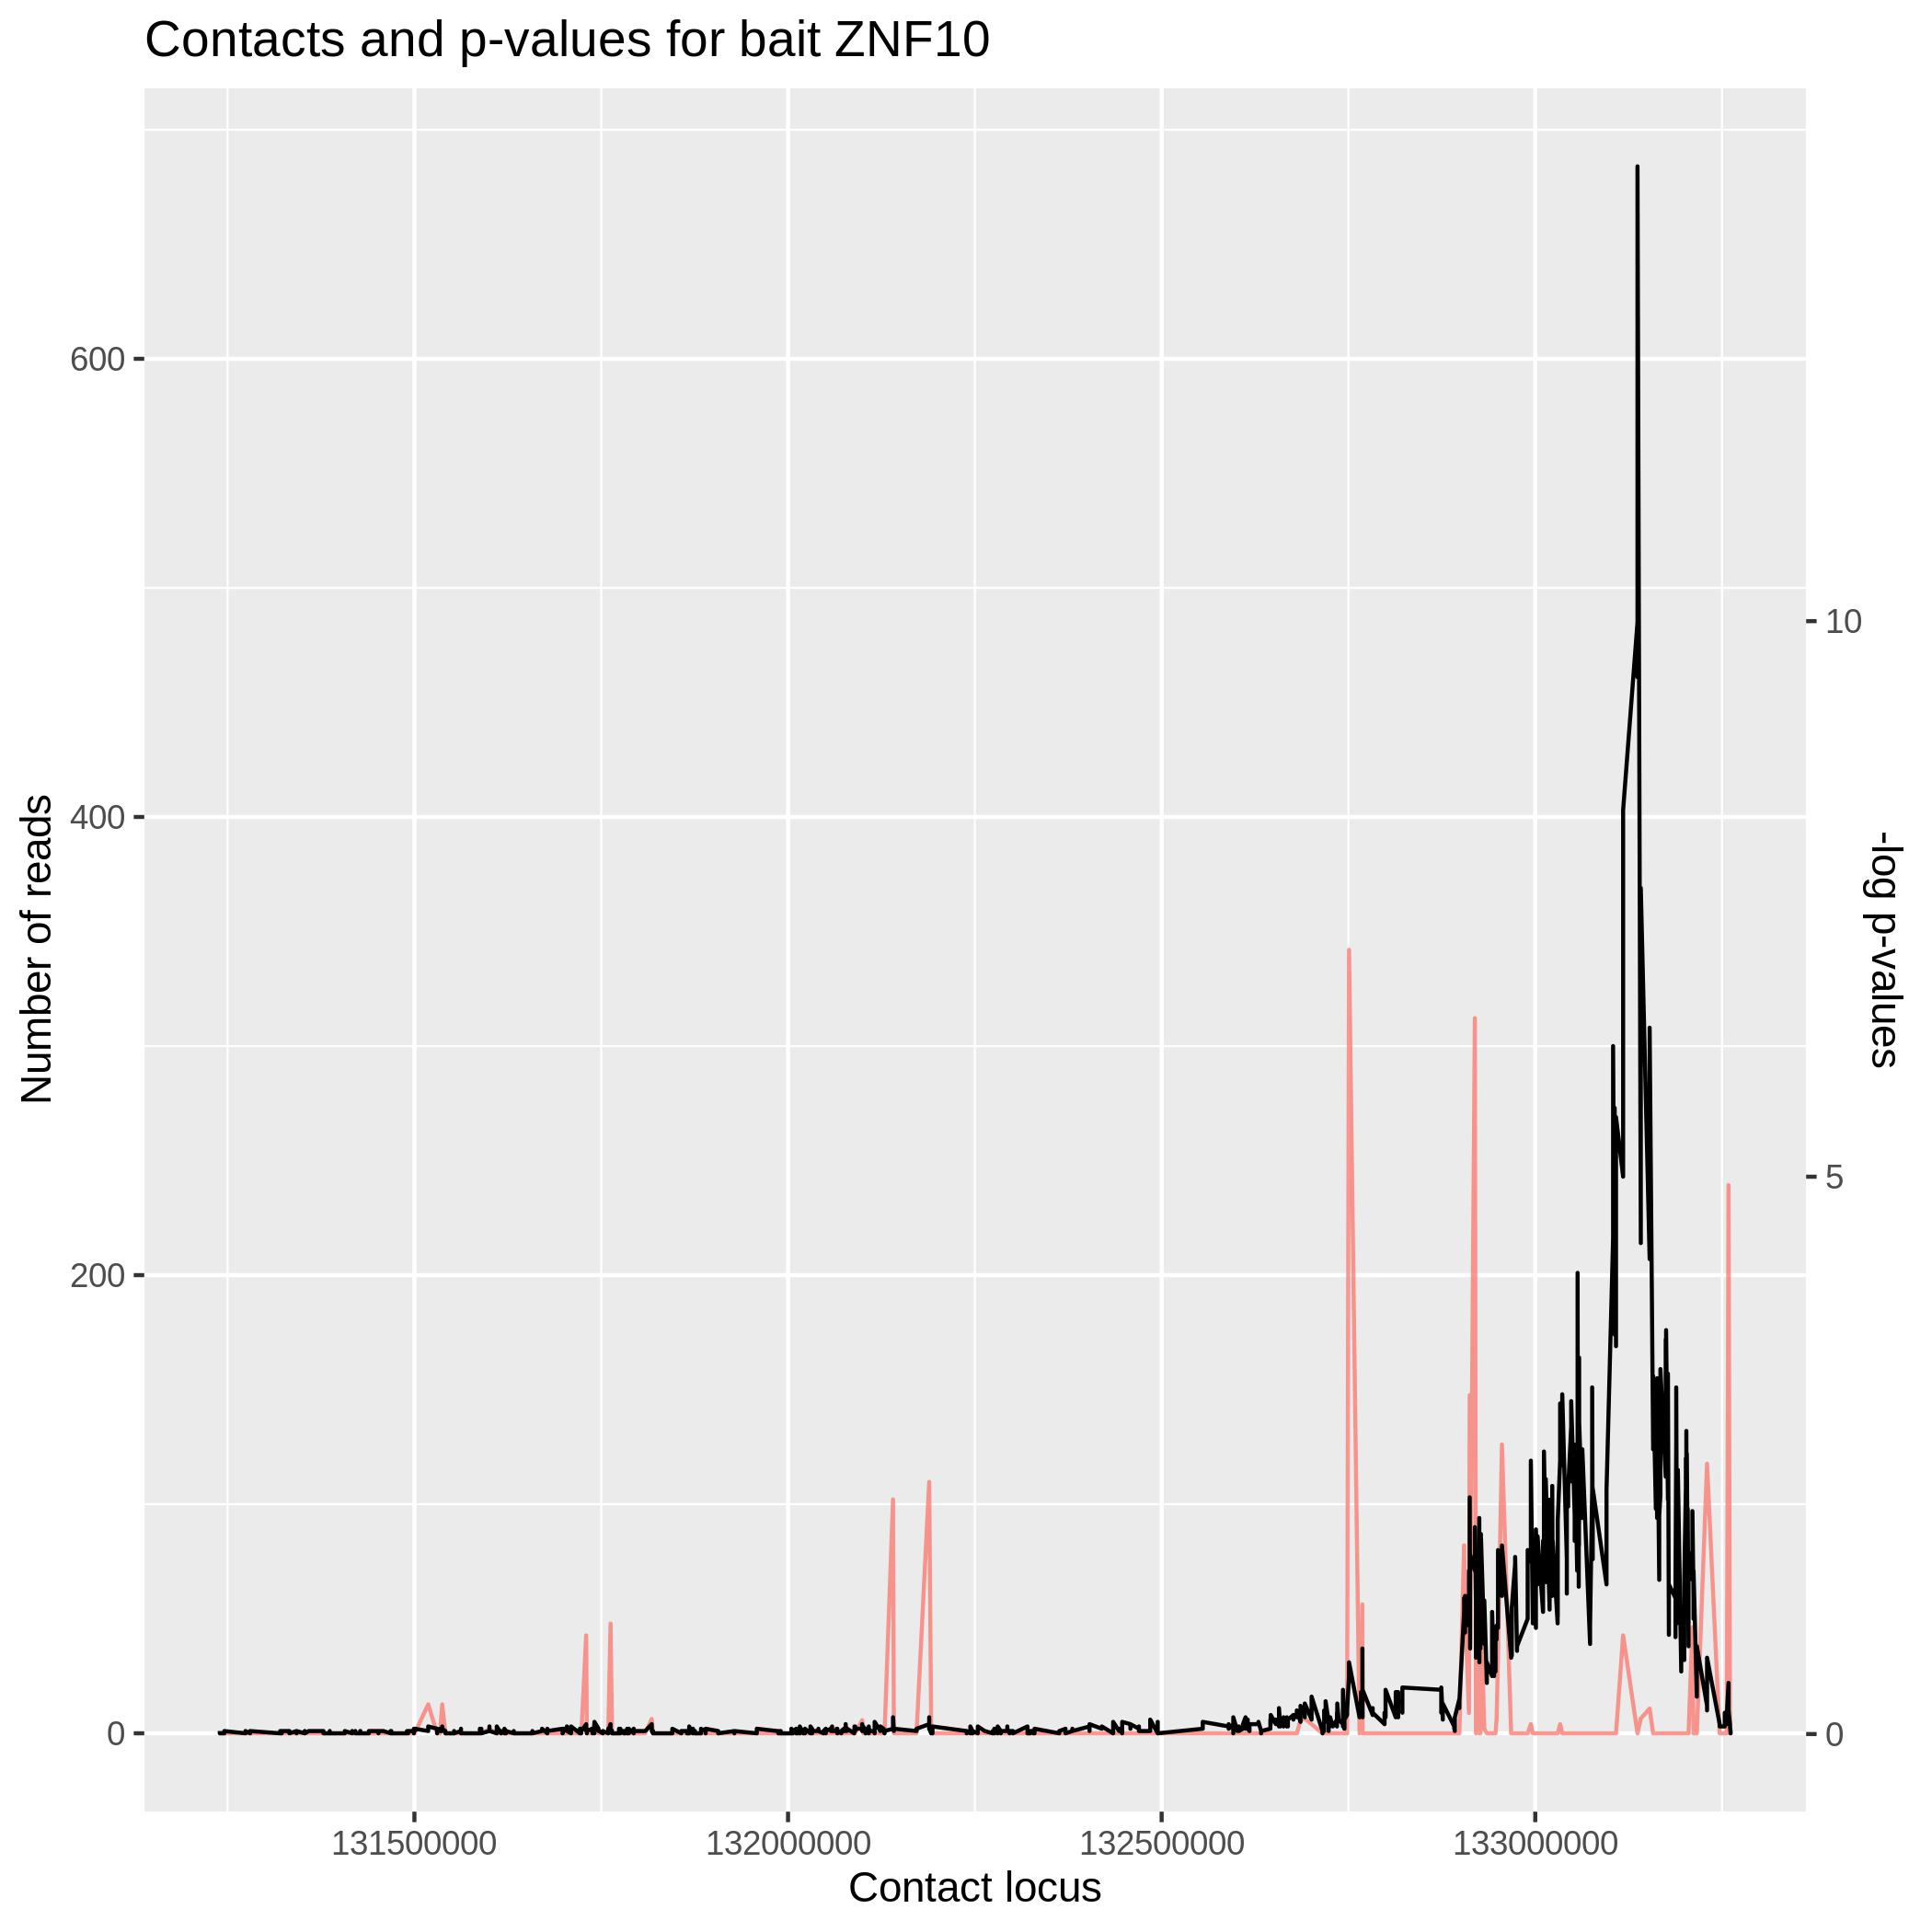 Contacts and p-values for bait ZNF10
Number of reads
600
400
200
0
10
5
0
-log p-values
131500000
132000000
132500000
133000000
Contact locus